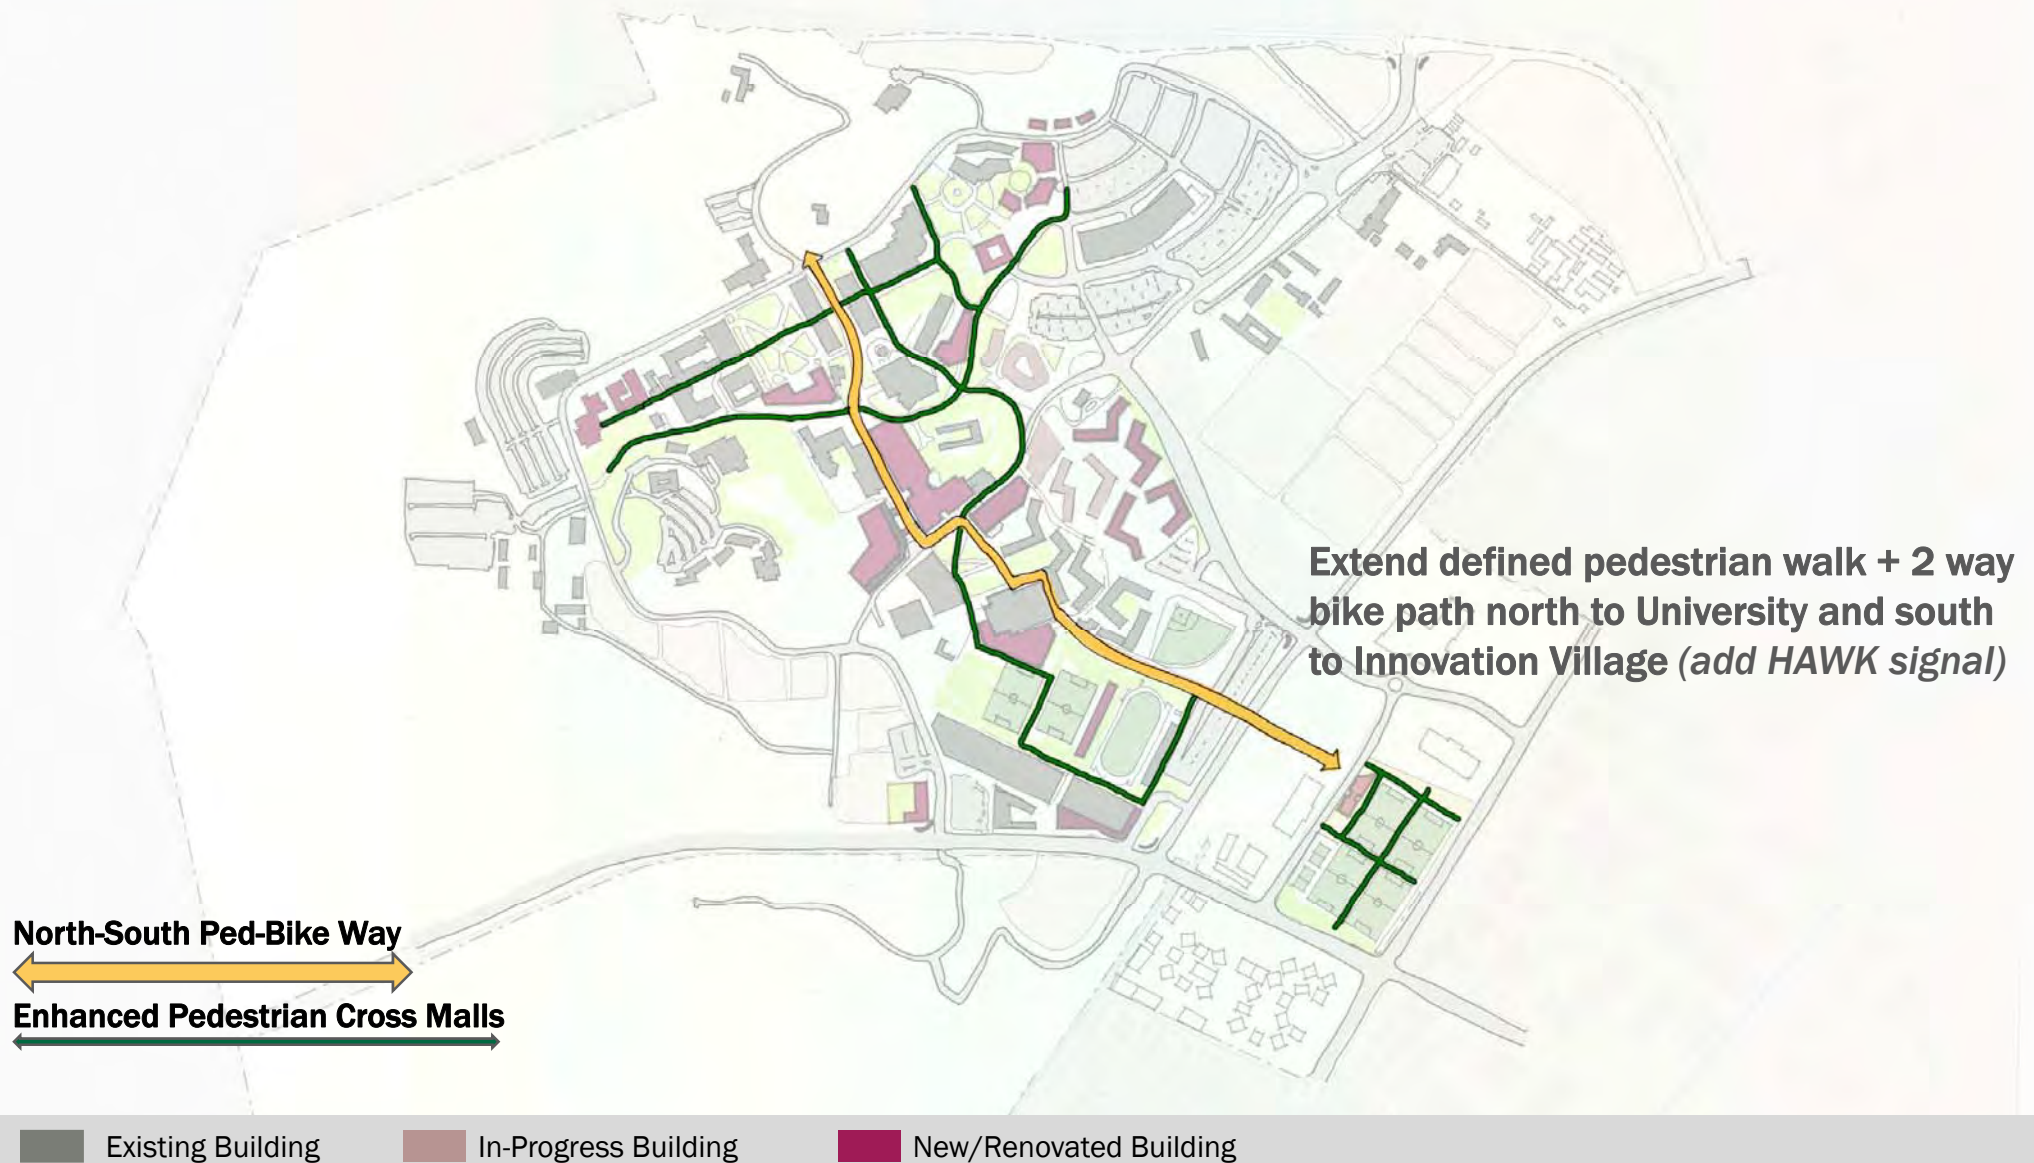 Extend defined pedestrian walk + 2 way
bike path north to University and south
to Innovation Village (add HAWK signal)
North-South Ped-Bike Way
Enhanced Pedestrian Cross Malls
Existing Building
In-Progress Building
New/Renovated Building